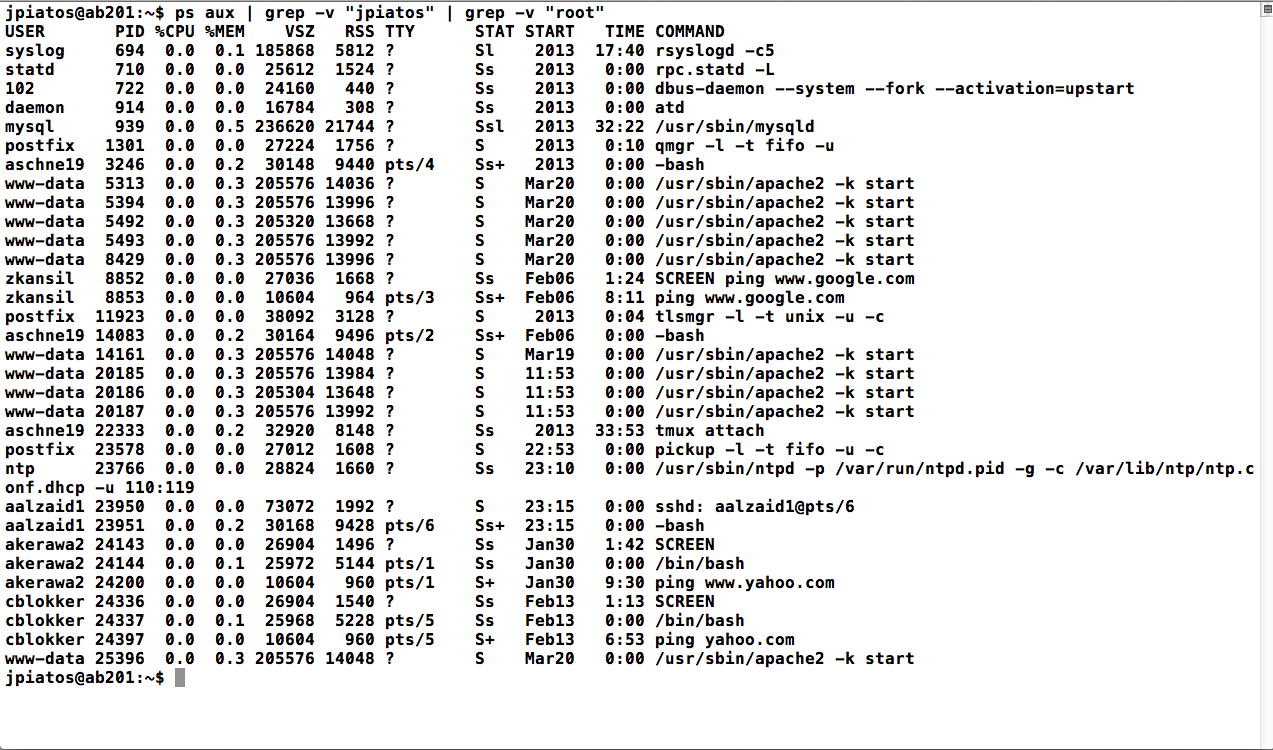 jpiatos@ab201:~$ ps aux | grep -v "jpiatos" | grep -v "root"
USER       PID %CPU %MEM    VSZ   RSS TTY      STAT START   TIME COMMAND
syslog     694  0.0  0.1 185868  5812 ?        Sl    2013  17:40 rsyslogd -c5
statd      710  0.0  0.0  25612  1524 ?        Ss    2013   0:00 rpc.statd -L
102        722  0.0  0.0  24160   440 ?        Ss    2013   0:00 dbus-daemon --system --fork --activation=upstart
daemon     914  0.0  0.0  16784   308 ?        Ss    2013   0:00 atd
mysql      939  0.0  0.5 236620 21744 ?        Ssl   2013  32:22 /usr/sbin/mysqld
postfix   1301  0.0  0.0  27224  1756 ?        S     2013   0:10 qmgr -l -t fifo -u
aschne19  3246  0.0  0.2  30148  9440 pts/4    Ss+   2013   0:00 -bash
www-data  5313  0.0  0.3 205576 14036 ?        S    Mar20   0:00 /usr/sbin/apache2 -k start
www-data  5394  0.0  0.3 205576 13996 ?        S    Mar20   0:00 /usr/sbin/apache2 -k start
www-data  5492  0.0  0.3 205320 13668 ?        S    Mar20   0:00 /usr/sbin/apache2 -k start
www-data  5493  0.0  0.3 205576 13992 ?        S    Mar20   0:00 /usr/sbin/apache2 -k start
www-data  8429  0.0  0.3 205576 13996 ?        S    Mar20   0:00 /usr/sbin/apache2 -k start
zkansil   8852  0.0  0.0  27036  1668 ?        Ss   Feb06   1:24 SCREEN ping www.google.com
zkansil   8853  0.0  0.0  10604   964 pts/3    Ss+  Feb06   8:11 ping www.google.com
postfix  11923  0.0  0.0  38092  3128 ?        S     2013   0:04 tlsmgr -l -t unix -u -c
aschne19 14083  0.0  0.2  30164  9496 pts/2    Ss+  Feb06   0:00 -bash
www-data 14161  0.0  0.3 205576 14048 ?        S    Mar19   0:00 /usr/sbin/apache2 -k start
www-data 20185  0.0  0.3 205576 13984 ?        S    11:53   0:00 /usr/sbin/apache2 -k start
www-data 20186  0.0  0.3 205304 13648 ?        S    11:53   0:00 /usr/sbin/apache2 -k start
www-data 20187  0.0  0.3 205576 13992 ?        S    11:53   0:00 /usr/sbin/apache2 -k start
aschne19 22333  0.0  0.2  32920  8148 ?        Ss    2013  33:53 tmux attach
postfix  23578  0.0  0.0  27012  1608 ?        S    22:53   0:00 pickup -l -t fifo -u -c
ntp      23766  0.0  0.0  28824  1660 ?        Ss   23:10   0:00 /usr/sbin/ntpd -p /var/run/ntpd.pid -g -c /var/lib/ntp/ntp.c
onf.dhcp -u 110:119
aalzaid1 23950  0.0  0.0  73072  1992 ?        S    23:15   0:00 sshd: aalzaid1@pts/6
aalzaid1 23951  0.0  0.2  30168  9428 pts/6    Ss+  23:15   0:00 -bash
akerawa2 24143  0.0  0.0  26904  1496 ?        Ss   Jan30   1:42 SCREEN
akerawa2 24144  0.0  0.1  25972  5144 pts/1    Ss   Jan30   0:00 /bin/bash
akerawa2 24200  0.0  0.0  10604   960 pts/1    S+   Jan30   9:30 ping www.yahoo.com
cblokker 24336  0.0  0.0  26904  1540 ?        Ss   Feb13   1:13 SCREEN
cblokker 24337  0.0  0.1  25968  5228 pts/5    Ss   Feb13   0:00 /bin/bash
cblokker 24397  0.0  0.0  10604   960 pts/5    S+   Feb13   6:53 ping yahoo.com
www-data 25396  0.0  0.3 205576 14048 ?        S    Mar20   0:00 /usr/sbin/apache2 -k start
jpiatos@ab201:~$